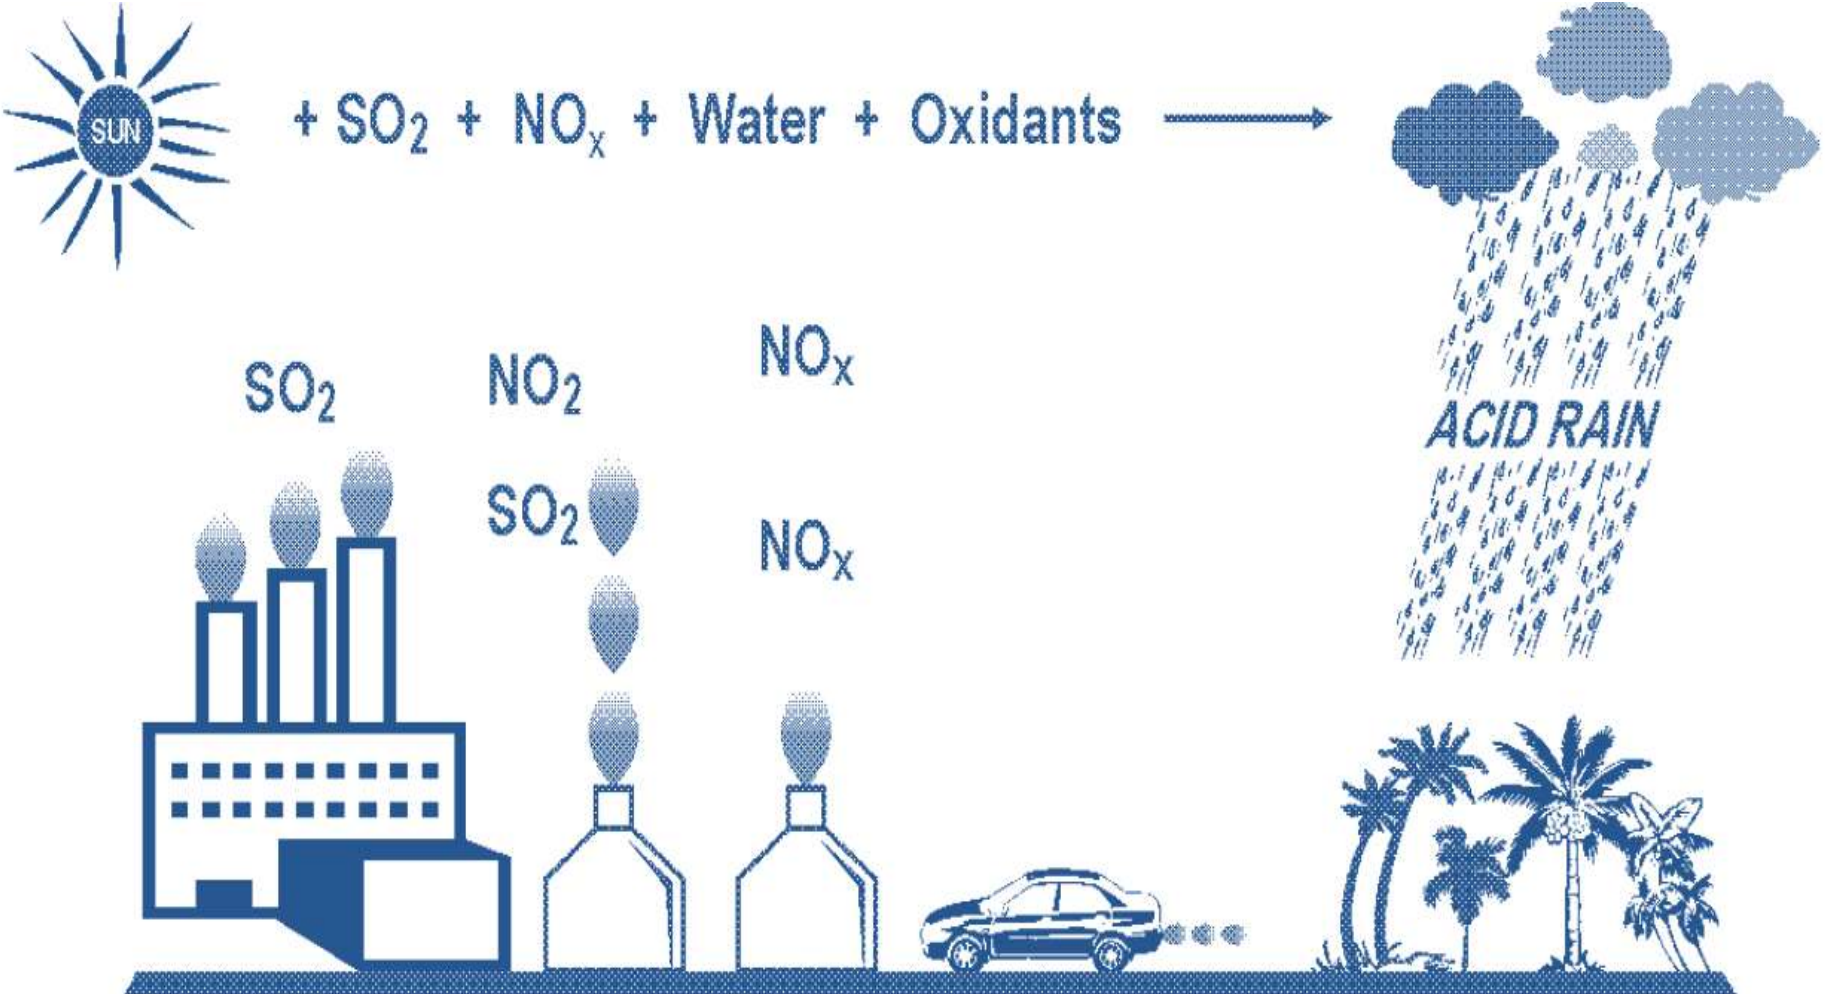 SUN + SO₂ + NOₓ + Water + Oxidants
NOₓ
SO₂ NO₂
ACID RAIN
SO₂
NOₓ